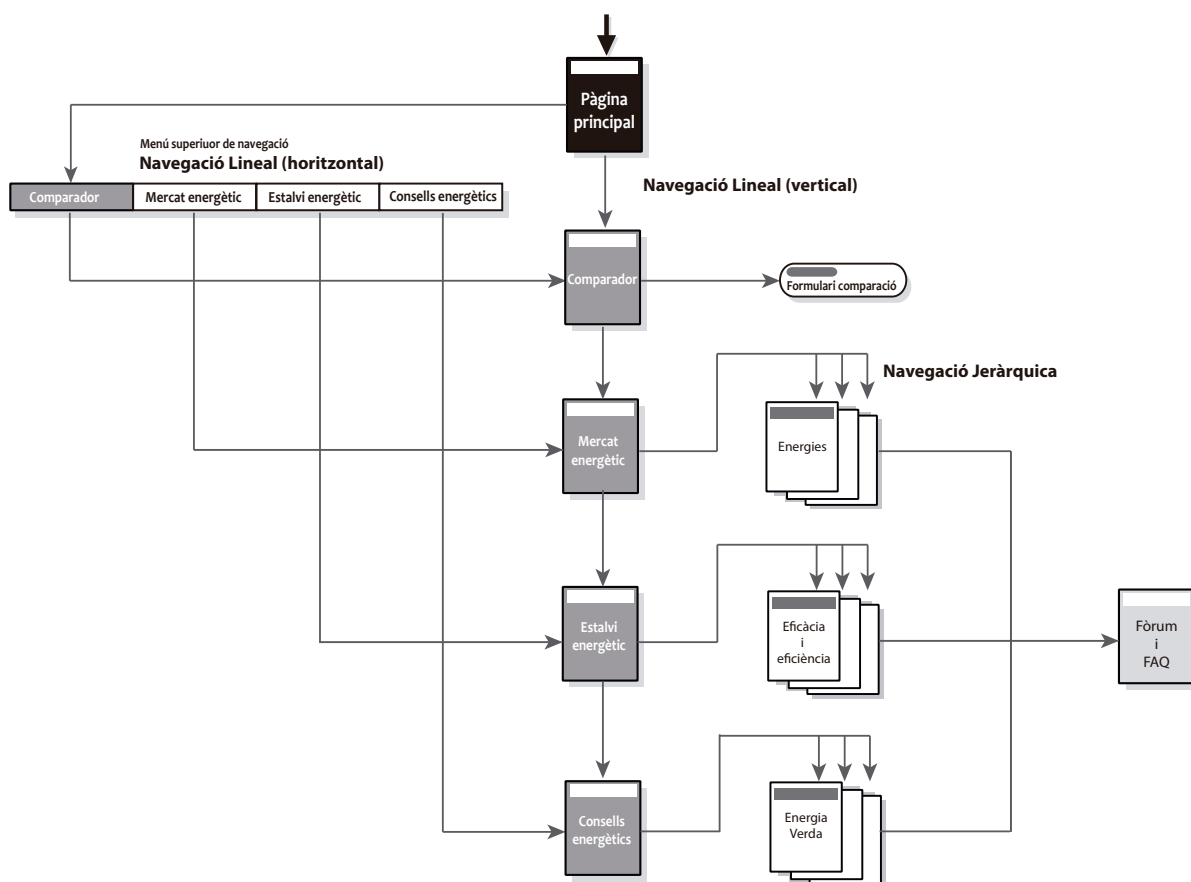 Pàgina
principal
Menú superiuor de navegació
Navegació Lineal (horitzontal)
Navegació Lineal (vertical)
Comparador
Mercat energètic
Estalvi energètic
Consells energètics
Comparador
Formulari comparació
Navegació Jeràrquica
Mercat
energètic
Energies
Estalvi
energètic
Eficàcia
i
eficiència
Fòrum
i
FAQ
Consells
energètics
Energia
Verda